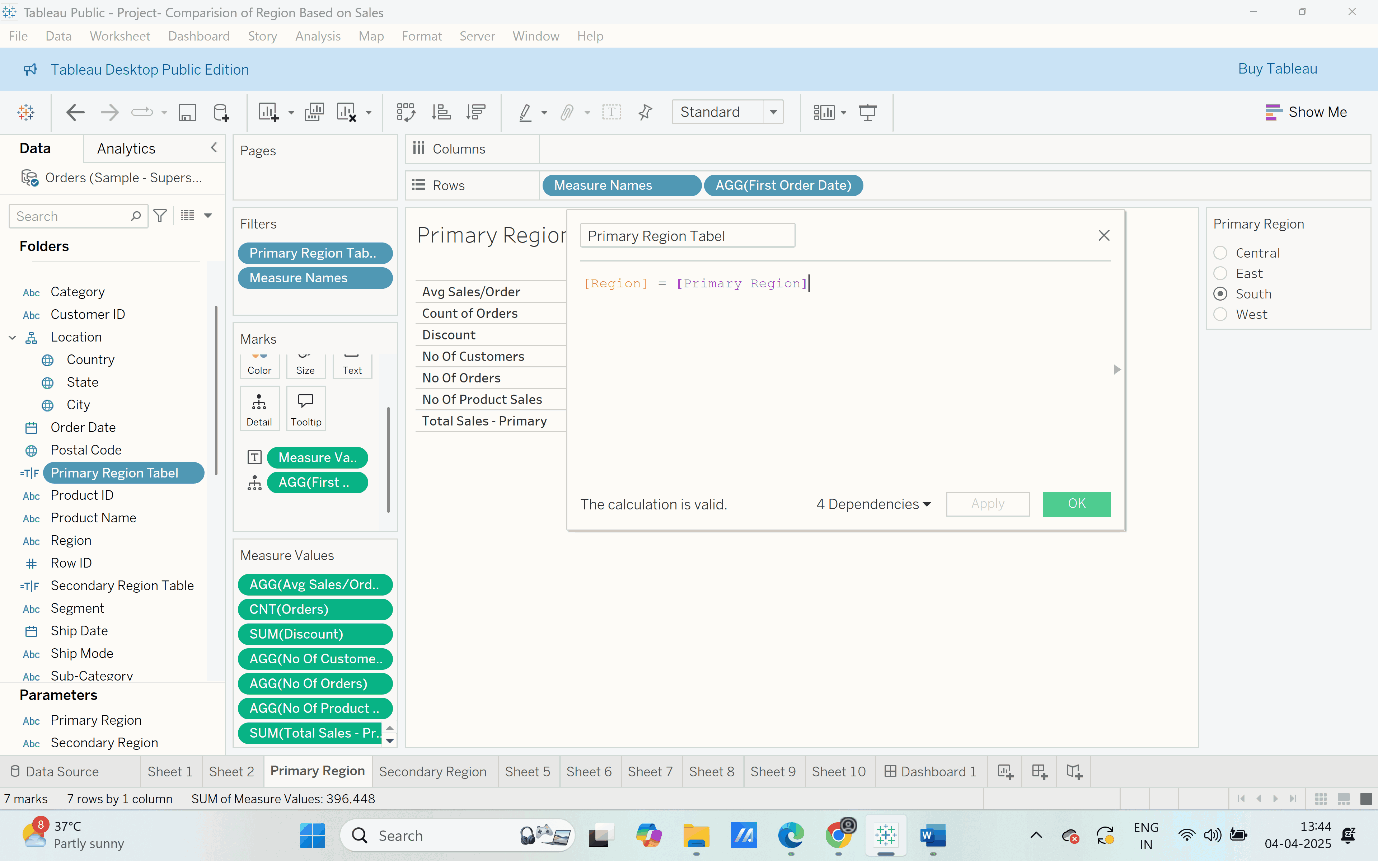 Tableau Public - Project- Comparision of Region Based on Sales
File Data Worksheet Dashboard Story Analysis Map Format Server Window Help
Tableau Desktop Public Edition
Buy Tableau
Standard
Show Me
Data
Analytics
Orders (Sample - Supers...
Search
Folders
Abc Category
Abc Customer ID
Location
Country
State
City
Order Date
Postal Code
=T|F Primary Region Tabel
Abc Product ID
Abc Product Name
Abc Region
# Row ID
=T|F Secondary Region Table
Abc Segment
Ship Date
Abc Ship Mode
Abc Sub-Category
Parameters
Abc Primary Region
Abc Secondary Region
Pages
Filters
Primary Region Tab..
Measure Names
Marks
Color Size Text
Detail Tooltip
Measure Va..
AGG(First ..
Measure Values
AGG(Avg Sales/Ord..
CNT(Orders)
SUM(Discount)
AGG(No Of Custome..
AGG(No Of Orders)
AGG(No Of Product ..
SUM(Total Sales - Pr..
Columns
Rows
Measure Names
AGG(First Order Date)
Primary Region
Avg Sales/Order
Count of Orders
Discount
No Of Customers
No Of Orders
No Of Product Sales
Total Sales - Primary
Primary Region Tabel
[Region] = [Primary Region]
The calculation is valid.
4 Dependencies
Apply
OK
Primary Region
Central
East
South
West
Data Source Sheet 1 Sheet 2 Primary Region Secondary Region Sheet 5 Sheet 6 Sheet 7 Sheet 8 Sheet 9 Sheet 10 Dashboard 1
7 marks 7 rows by 1 column SUM of Measure Values: 396,448
8
37°C
Partly sunny
Search
ENG
IN
13:44
04-04-2025